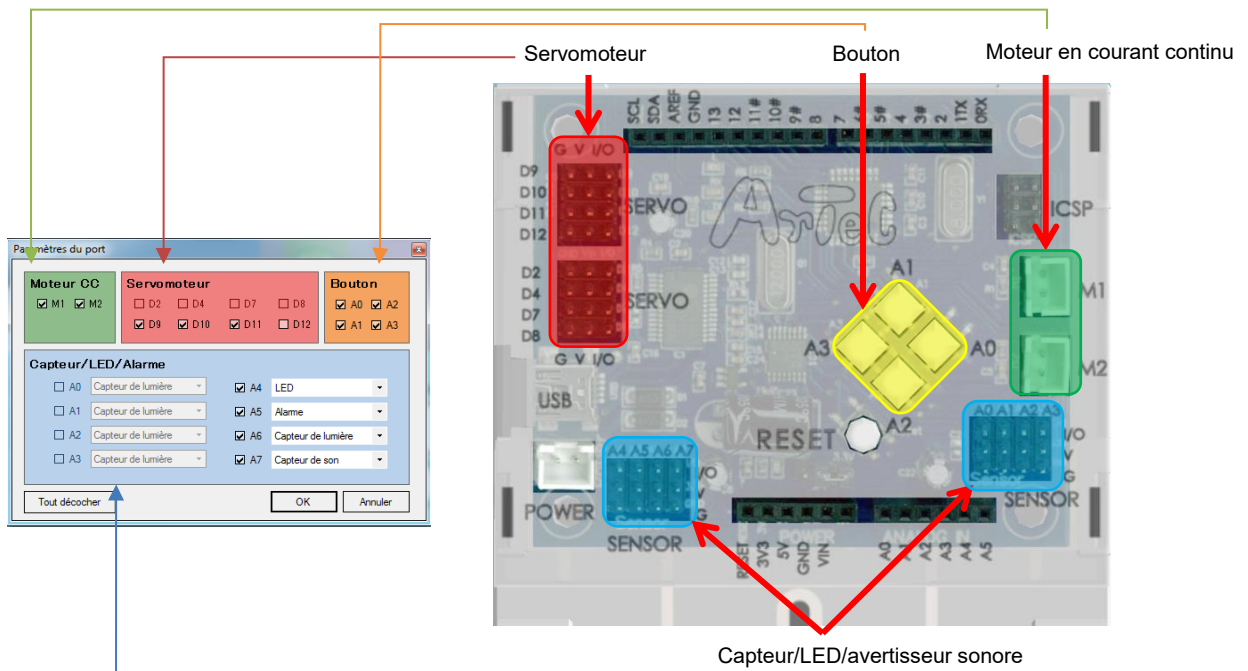 Servomoteur
Bouton
Moteur en courant continu
SCL
SDA
AREF
GND
13
12
11#
10#
9#
8
7
6#
5#
4
3#
2
1TX
0RX
G V I/O
D9
D10
D11
D12
SERVO
ArTeC
ICSP
D2
D4
D7
D8
SERVO
G V I/O
A1
A3
A0
A2
M1
M2
USB
RESET
POWER
A4 A5 A6 A7
I/O
V
G
Sensor
SENSOR
A0 A1 A2 A3
I/O
V
G
Sensor
SENSOR
POWER
ANALOG IN
RESET
3V3
5V
GND
VIN
A0
A1
A2
A3
A4
A5
Capteur/LED/avertisseur sonore
Paramètres du port
Moteur CC
M1 M2
Servomoteur
D2 D4 D7 D8
D9 D10 D11 D12
Bouton
A0 A2
A1 A3
Capteur/LED/Alarme
A0 Capteur de lumière
A4 LED
A1 Capteur de lumière
A5 Alarme
A2 Capteur de lumière
A6 Capteur de lumière
A3 Capteur de lumière
A7 Capteur de son
Tout décocher
OK
Annuler